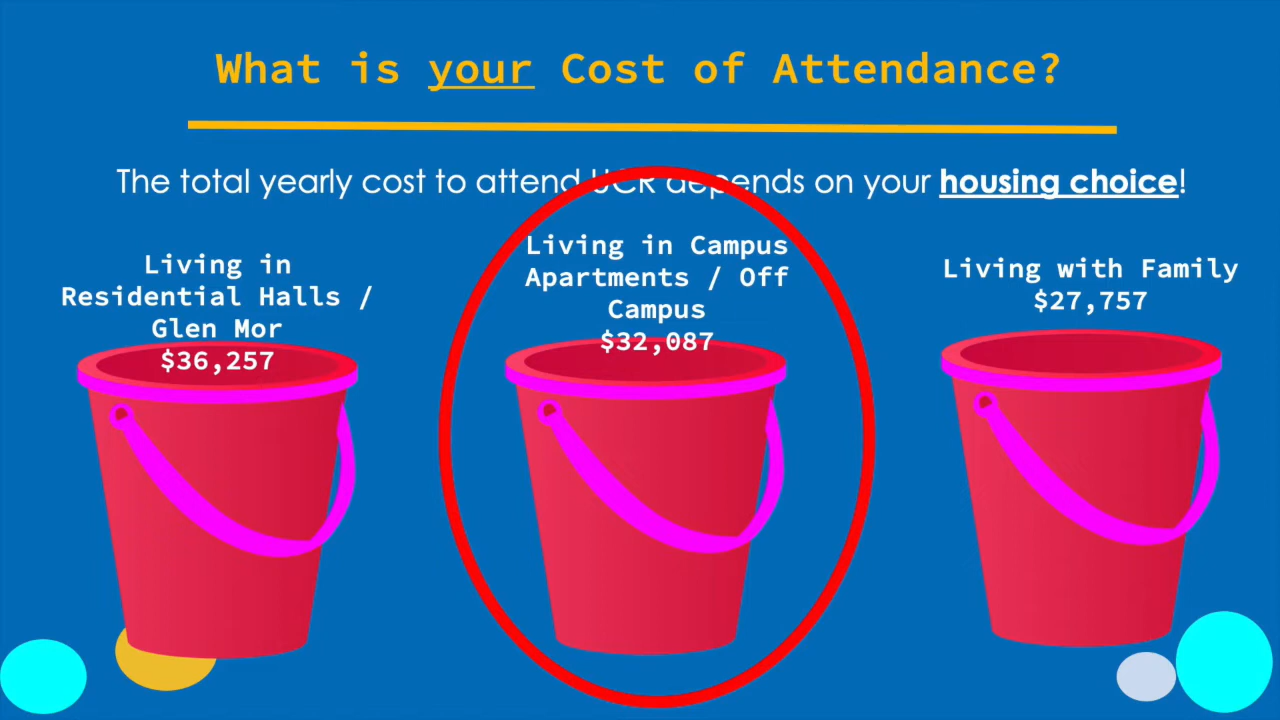 What is your Cost of Attendance?
The total yearly cost to attend UCR depends on your housing choice!
Living in
Residential Halls /
Glen Mor
$36,257
Living in Campus
Apartments / Off
Campus
$32,087
Living with Family
$27,757